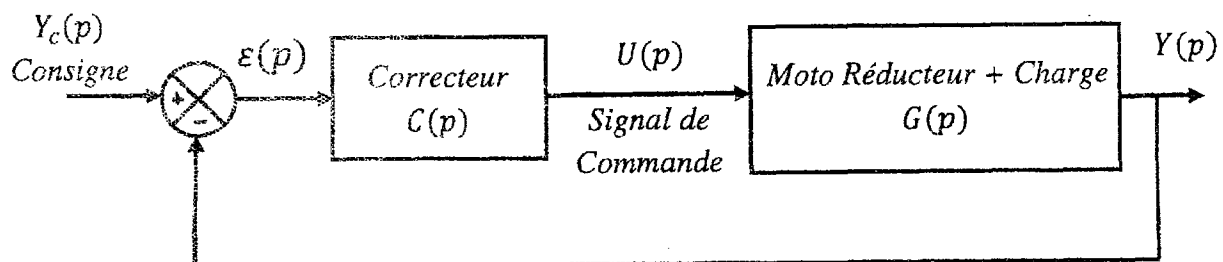 Y_c(p)
Consigne
+
−
ε(p)
Correcteur
C(p)
U(p)
Signal de
Commande
Moto Réducteur + Charge
G(p)
Y(p)